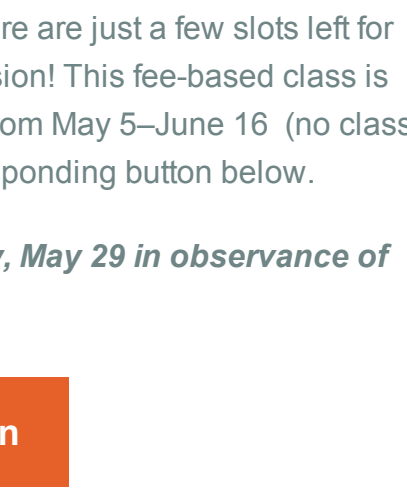 re are just a few slots left for
sion! This fee-based class is
rom May 5–June 16 (no class
ponding button below.
, May 29 in observance of
n